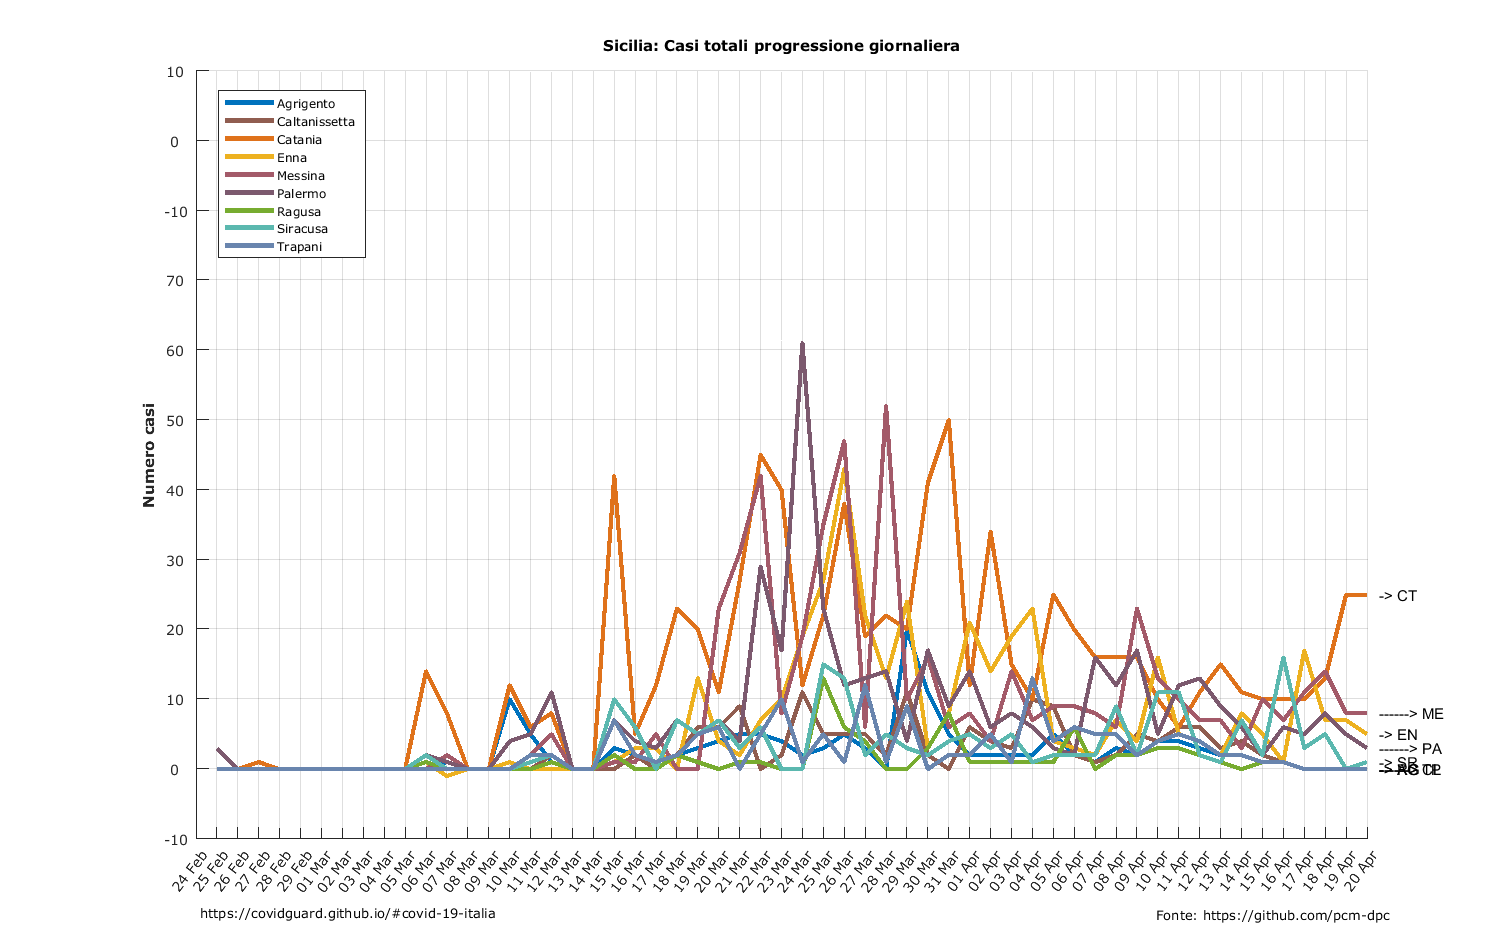 Sicilia: Casi totali progressione giornaliera
10
0
-10
70
60
50
40
30
20
10
0
-10
Numero casi
Agrigento
Caltanissetta
Catania
Enna
Messina
Palermo
Ragusa
Siracusa
Trapani
-> CT
------> ME
-> EN
------> PA
-> SR
24 Feb
25 Feb
26 Feb
27 Feb
28 Feb
29 Feb
01 Mar
02 Mar
03 Mar
04 Mar
05 Mar
06 Mar
07 Mar
08 Mar
09 Mar
10 Mar
11 Mar
12 Mar
13 Mar
14 Mar
15 Mar
16 Mar
17 Mar
18 Mar
19 Mar
20 Mar
21 Mar
22 Mar
23 Mar
24 Mar
25 Mar
26 Mar
27 Mar
28 Mar
29 Mar
30 Mar
31 Mar
01 Apr
02 Apr
03 Apr
04 Apr
05 Apr
06 Apr
07 Apr
08 Apr
09 Apr
10 Apr
11 Apr
12 Apr
13 Apr
14 Apr
15 Apr
16 Apr
17 Apr
18 Apr
19 Apr
20 Apr
https://covidguard.github.io/#covid-19-italia
Fonte: https://github.com/pcm-dpc